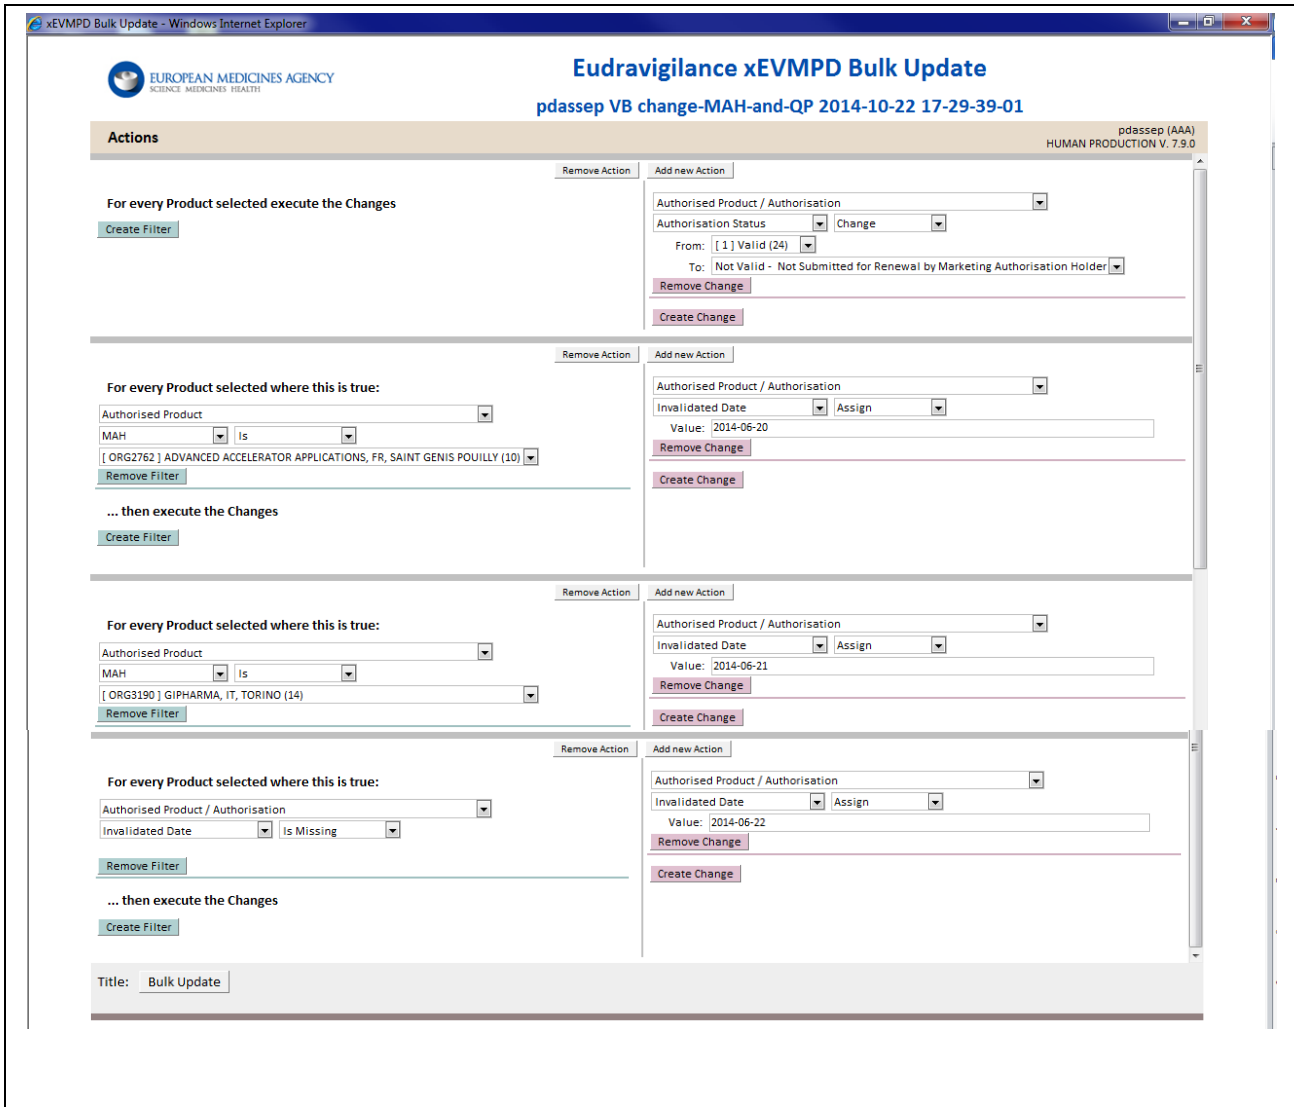 xEVMPD Bulk Update - Windows Internet Explorer
EUROPEAN MEDICINES AGENCY
SCIENCE MEDICINES HEALTH
Eudravigilance xEVMPD Bulk Update
pdassep VB change-MAH-and-QP 2014-10-22 17-29-39-01
Actions
pdassep (AAA)
HUMAN PRODUCTION V. 7.9.0
Remove Action Add new Action
For every Product selected execute the Changes
Create Filter
Authorised Product / Authorisation
Authorisation Status Change
From: [ 1 ] Valid (24)
To: Not Valid - Not Submitted for Renewal by Marketing Authorisation Holder
Remove Change
Create Change
Remove Action Add new Action
For every Product selected where this is true:
Authorised Product
MAH Is
[ ORG2762 ] ADVANCED ACCELERATOR APPLICATIONS, FR, SAINT GENIS POUILLY (10)
Remove Filter
... then execute the Changes
Create Filter
Authorised Product / Authorisation
Invalidated Date Assign
Value: 2014-06-20
Remove Change
Create Change
Remove Action Add new Action
For every Product selected where this is true:
Authorised Product
MAH Is
[ ORG3190 ] GIPHARMA, IT, TORINO (14)
Remove Filter
Authorised Product / Authorisation
Invalidated Date Assign
Value: 2014-06-21
Remove Change
Create Change
Remove Action Add new Action
For every Product selected where this is true:
Authorised Product / Authorisation
Invalidated Date Is Missing
Remove Filter
... then execute the Changes
Create Filter
Authorised Product / Authorisation
Invalidated Date Assign
Value: 2014-06-22
Remove Change
Create Change
Title: Bulk Update